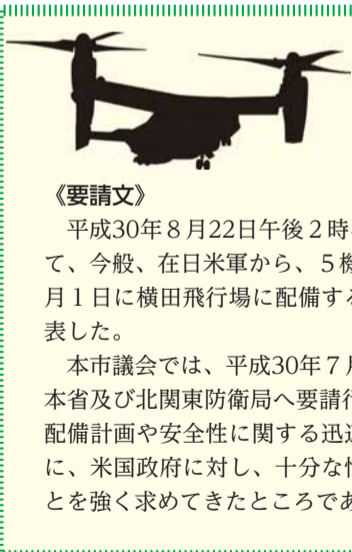 《要請文》
平成30年８月22日午後２時
て、今般、在日米軍から、５機
月１日に横田飛行場に配備す
表した。
本市議会では、平成30年７月
本省及び北関東防衛局へ要請行
配備計画や安全性に関する迅
に、米国政府に対し、十分な
とを強く求めてきたところであ